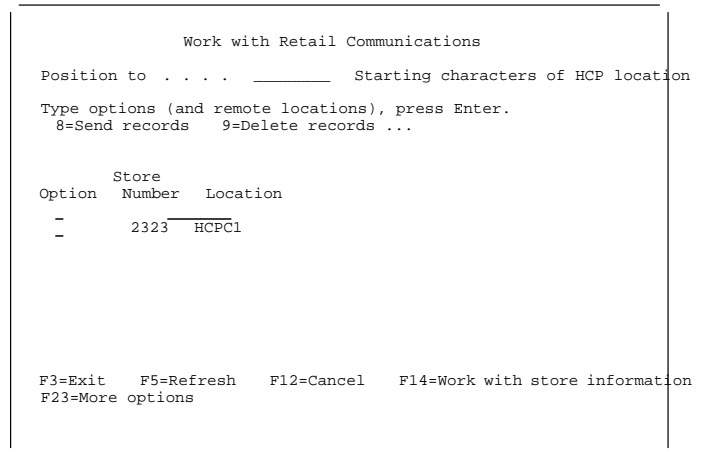 Work with Retail Communications
Position to . . . . ________ Starting characters of HCP location
Type options (and remote locations), press Enter.
8=Send records 9=Delete records ...
Store
Option Number Location
_ ________
_ 2323 HCPC1
F3=Exit F5=Refresh F12=Cancel F14=Work with store information
F23=More options